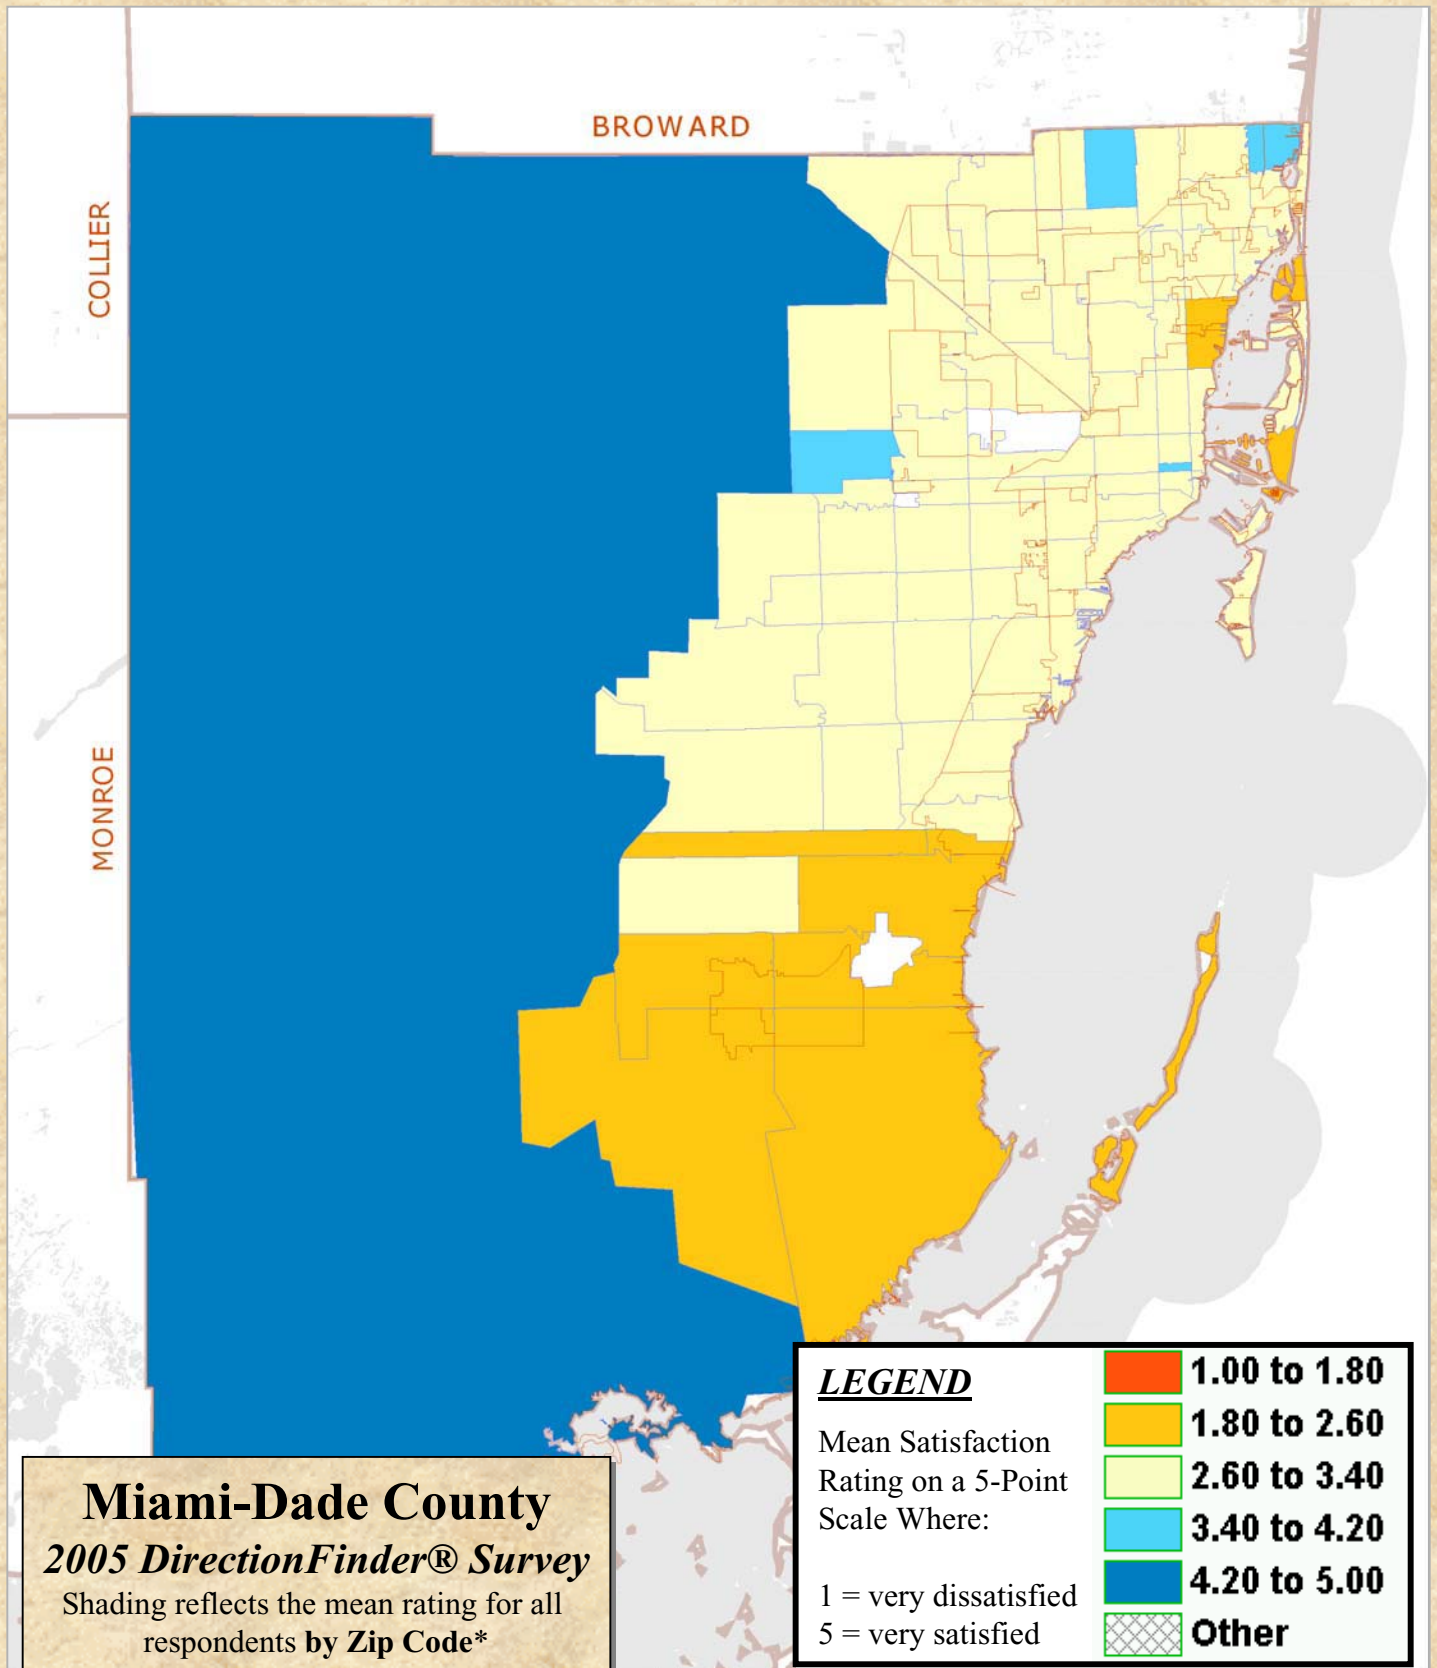 BROWARD
COLLIER
MONROE
LEGEND
Mean Satisfaction
Rating on a 5-Point
Scale Where:
1 = very dissatisfied
5 = very satisfied
1.00 to 1.80
1.80 to 2.60
2.60 to 3.40
3.40 to 4.20
4.20 to 5.00
Other
Miami-Dade County
2005 DirectionFinder® Survey
Shading reflects the mean rating for all
respondents by Zip Code*